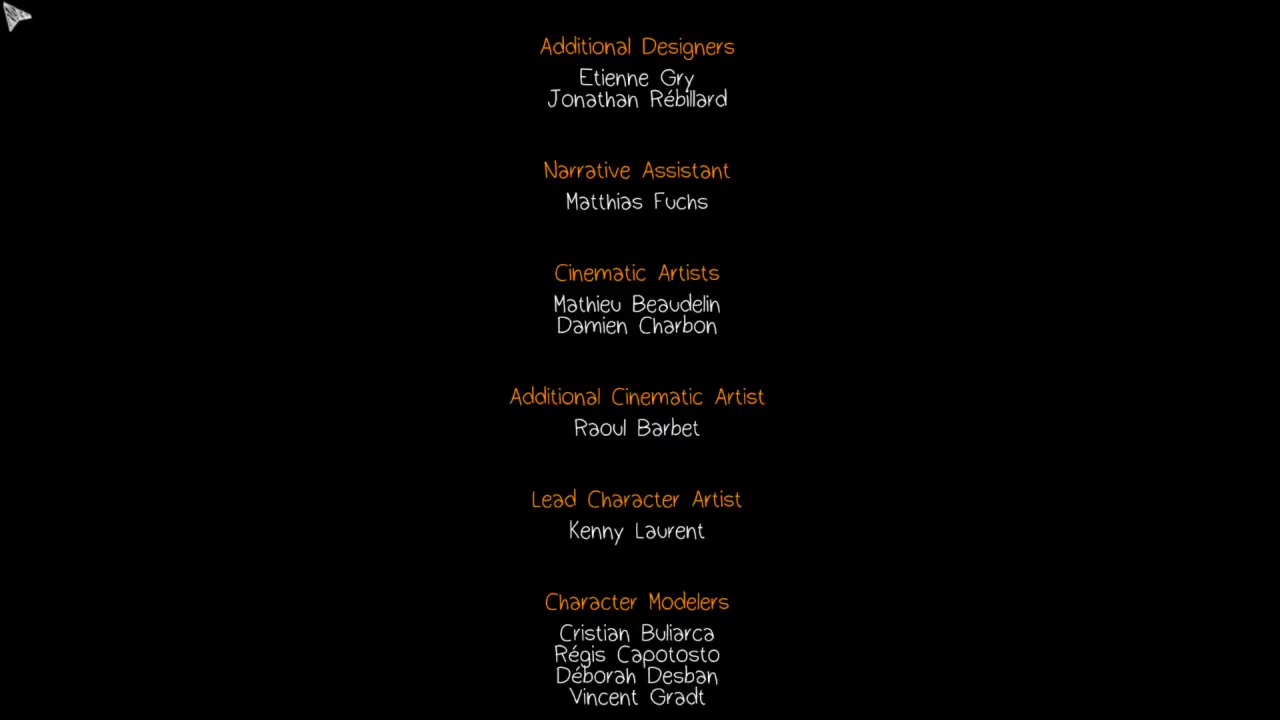 Additional Designers
Etienne Gry
Jonathan Rébillard
Narrative Assistant
Matthias Fuchs
Cinematic Artists
Mathieu Beaudelin
Damien Charbon
Additional Cinematic Artist
Raoul Barbet
Lead Character Artist
Kenny Laurent
Character Modelers
Cristian Buliarca
Régis Capotosto
Déborah Desban
Vincent Gradt